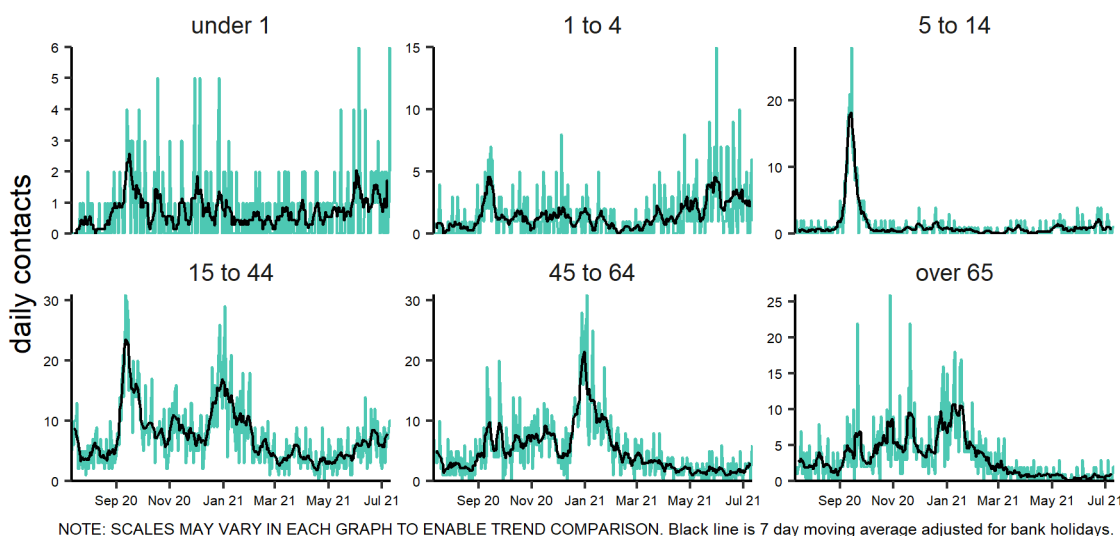 under 1
1 to 4
5 to 14
6
5
4
3
2
1
0
15
10
5
0
20
10
0
daily contacts
15 to 44
45 to 64
over 65
30
20
10
0
30
20
10
0
25
20
15
10
5
0
Sep 20 Nov 20 Jan 21 Mar 21 May 21 Jul 21
Sep 20 Nov 20 Jan 21 Mar 21 May 21 Jul 21
Sep 20 Nov 20 Jan 21 Mar 21 May 21 Jul 21
NOTE: SCALES MAY VARY IN EACH GRAPH TO ENABLE TREND COMPARISON. Black line is 7 day moving average adjusted for bank holidays.